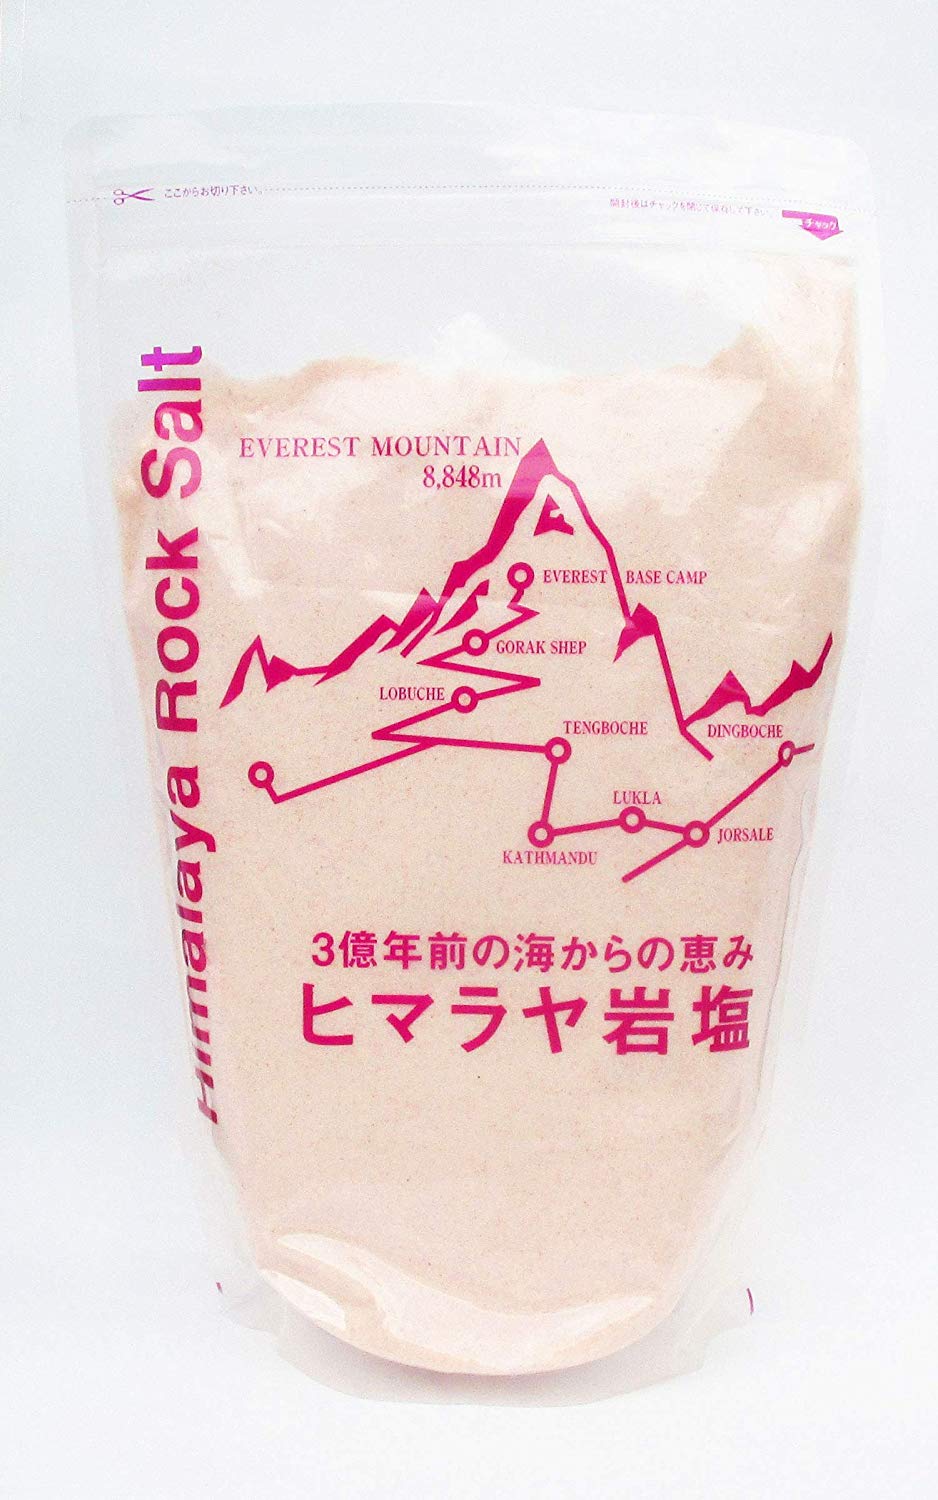 ここからお切り下さい。
開封後はチャックを閉じて保存して下さい
チャック
Himalaya Rock Salt
EVEREST MOUNTAIN
8,848m
EVEREST BASE CAMP
GORAK SHEP
LOBUCHE
TENGBOCHE
DINGBOCHE
LUKLA
JORSALE
KATHMANDU
3億年前の海からの恵み
ヒマラヤ岩塩